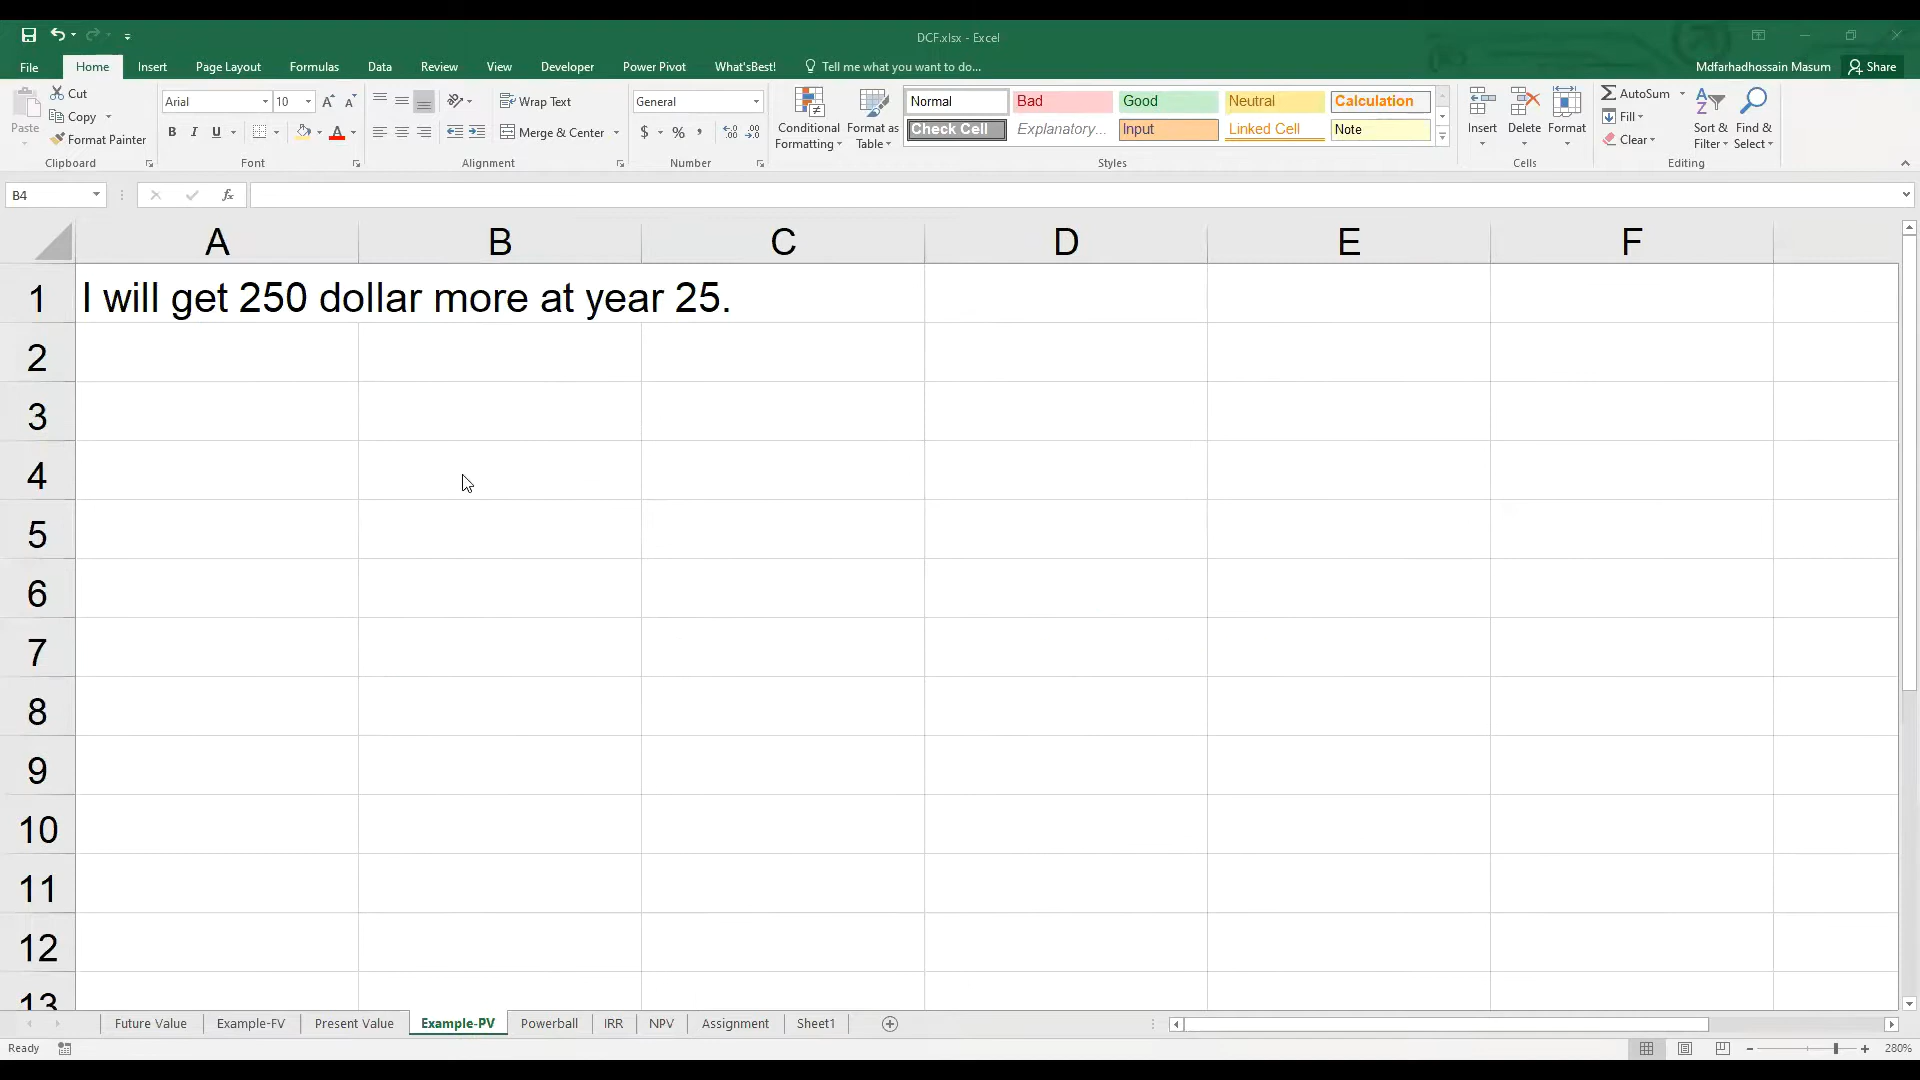 DCF.xlsx - Excel
File Home Insert Page Layout Formulas Data Review View Developer Power Pivot What'sBest! Tell me what you want to do... Mdfarhadhossain Masum Share
Paste
Cut
Copy
Format Painter
Clipboard
Arial 10
B I U A
Font
Wrap Text
Merge & Center
Alignment
General
$ % ,
Number
Conditional Formatting
Format as Table
Normal Bad Good Neutral Calculation
Check Cell Explanatory... Input Linked Cell Note
Styles
Insert Delete Format
Cells
AutoSum
Fill
Clear
Sort & Filter
Find & Select
Editing
B4 fx
A B C D E F
1 I will get 250 dollar more at year 25.
2
3
4
5
6
7
8
9
10
11
12
13
Future Value Example-FV Present Value Example-PV Powerball IRR NPV Assignment Sheet1
Ready 280%